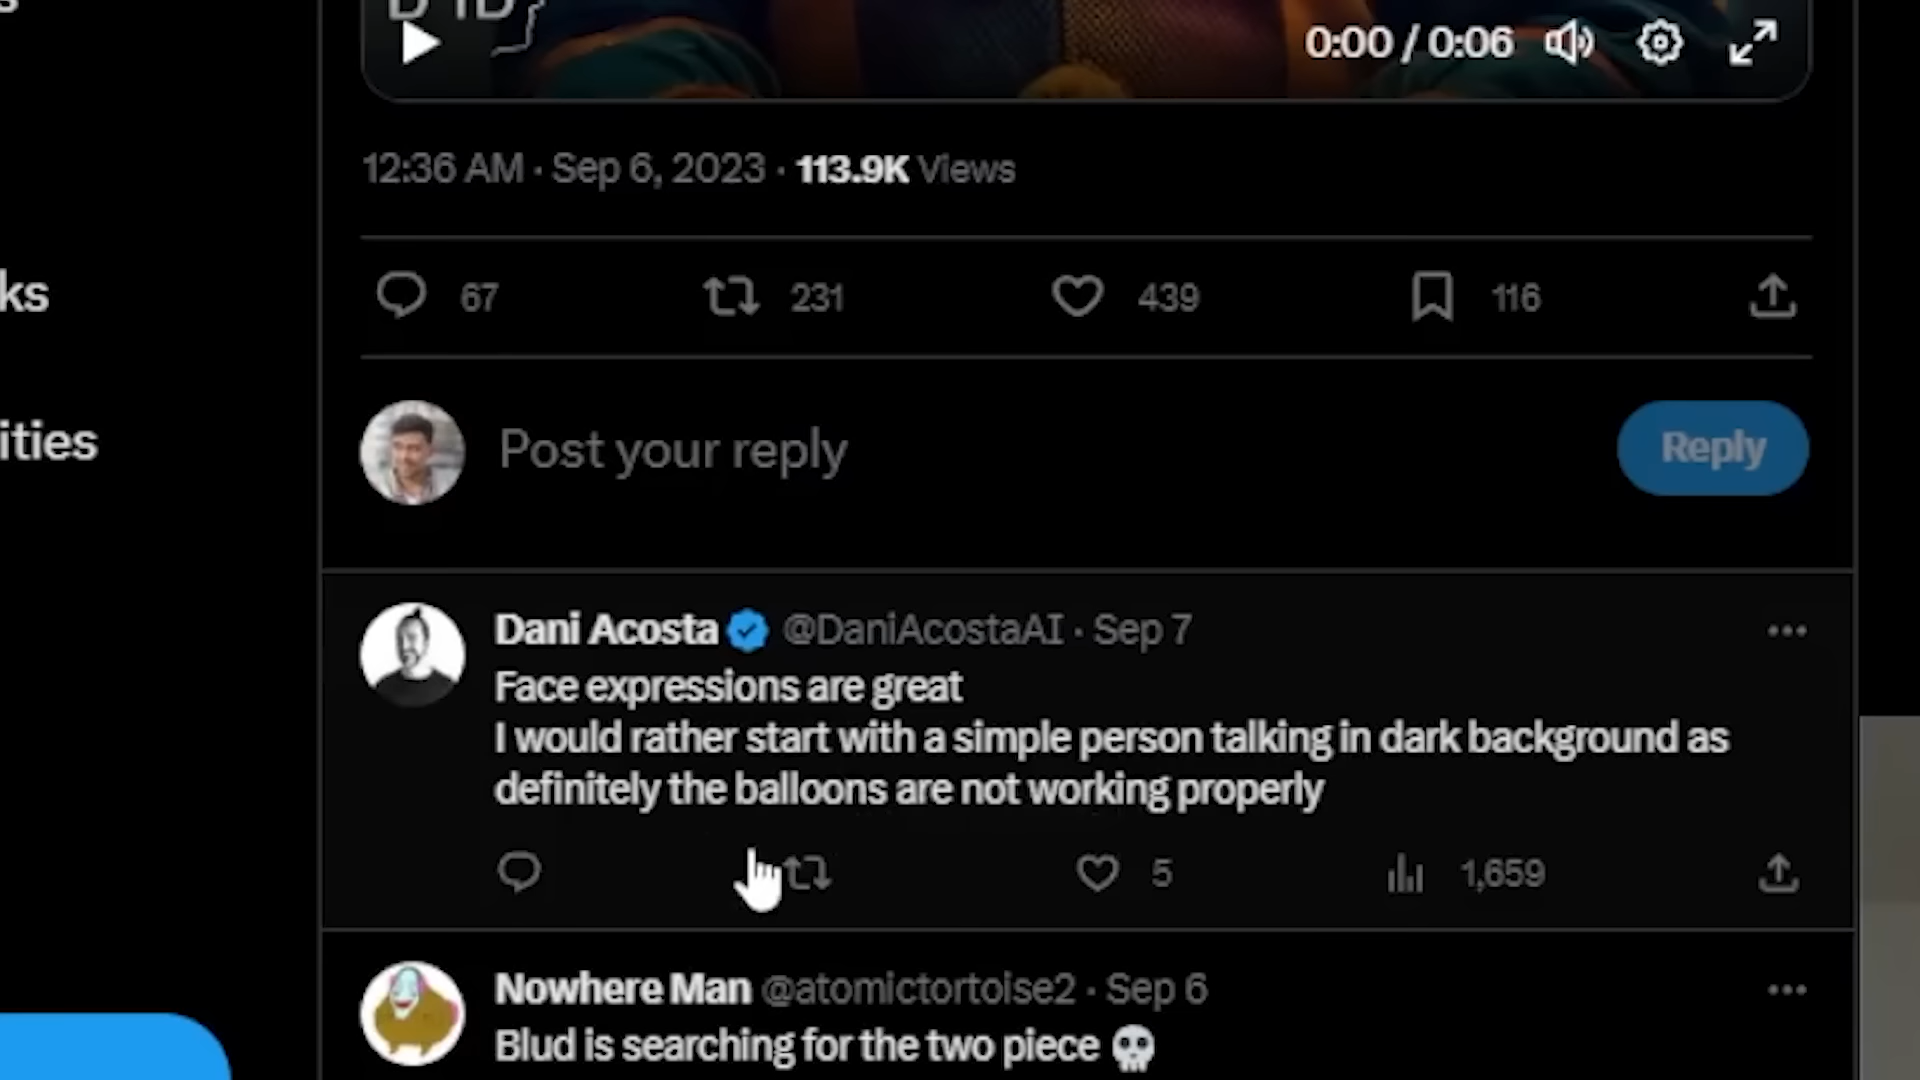 0:00 / 0:06
12:36 AM · Sep 6, 2023 · 113.9K Views
ks
67 231 439 116
ities
Post your reply
Reply
Dani Acosta @DaniAcostaAI · Sep 7
Face expressions are great
I would rather start with a simple person talking in dark background as
definitely the balloons are not working properly
5 1,659
Nowhere Man @atomictortoise2 · Sep 6
Blud is searching for the two piece 💀